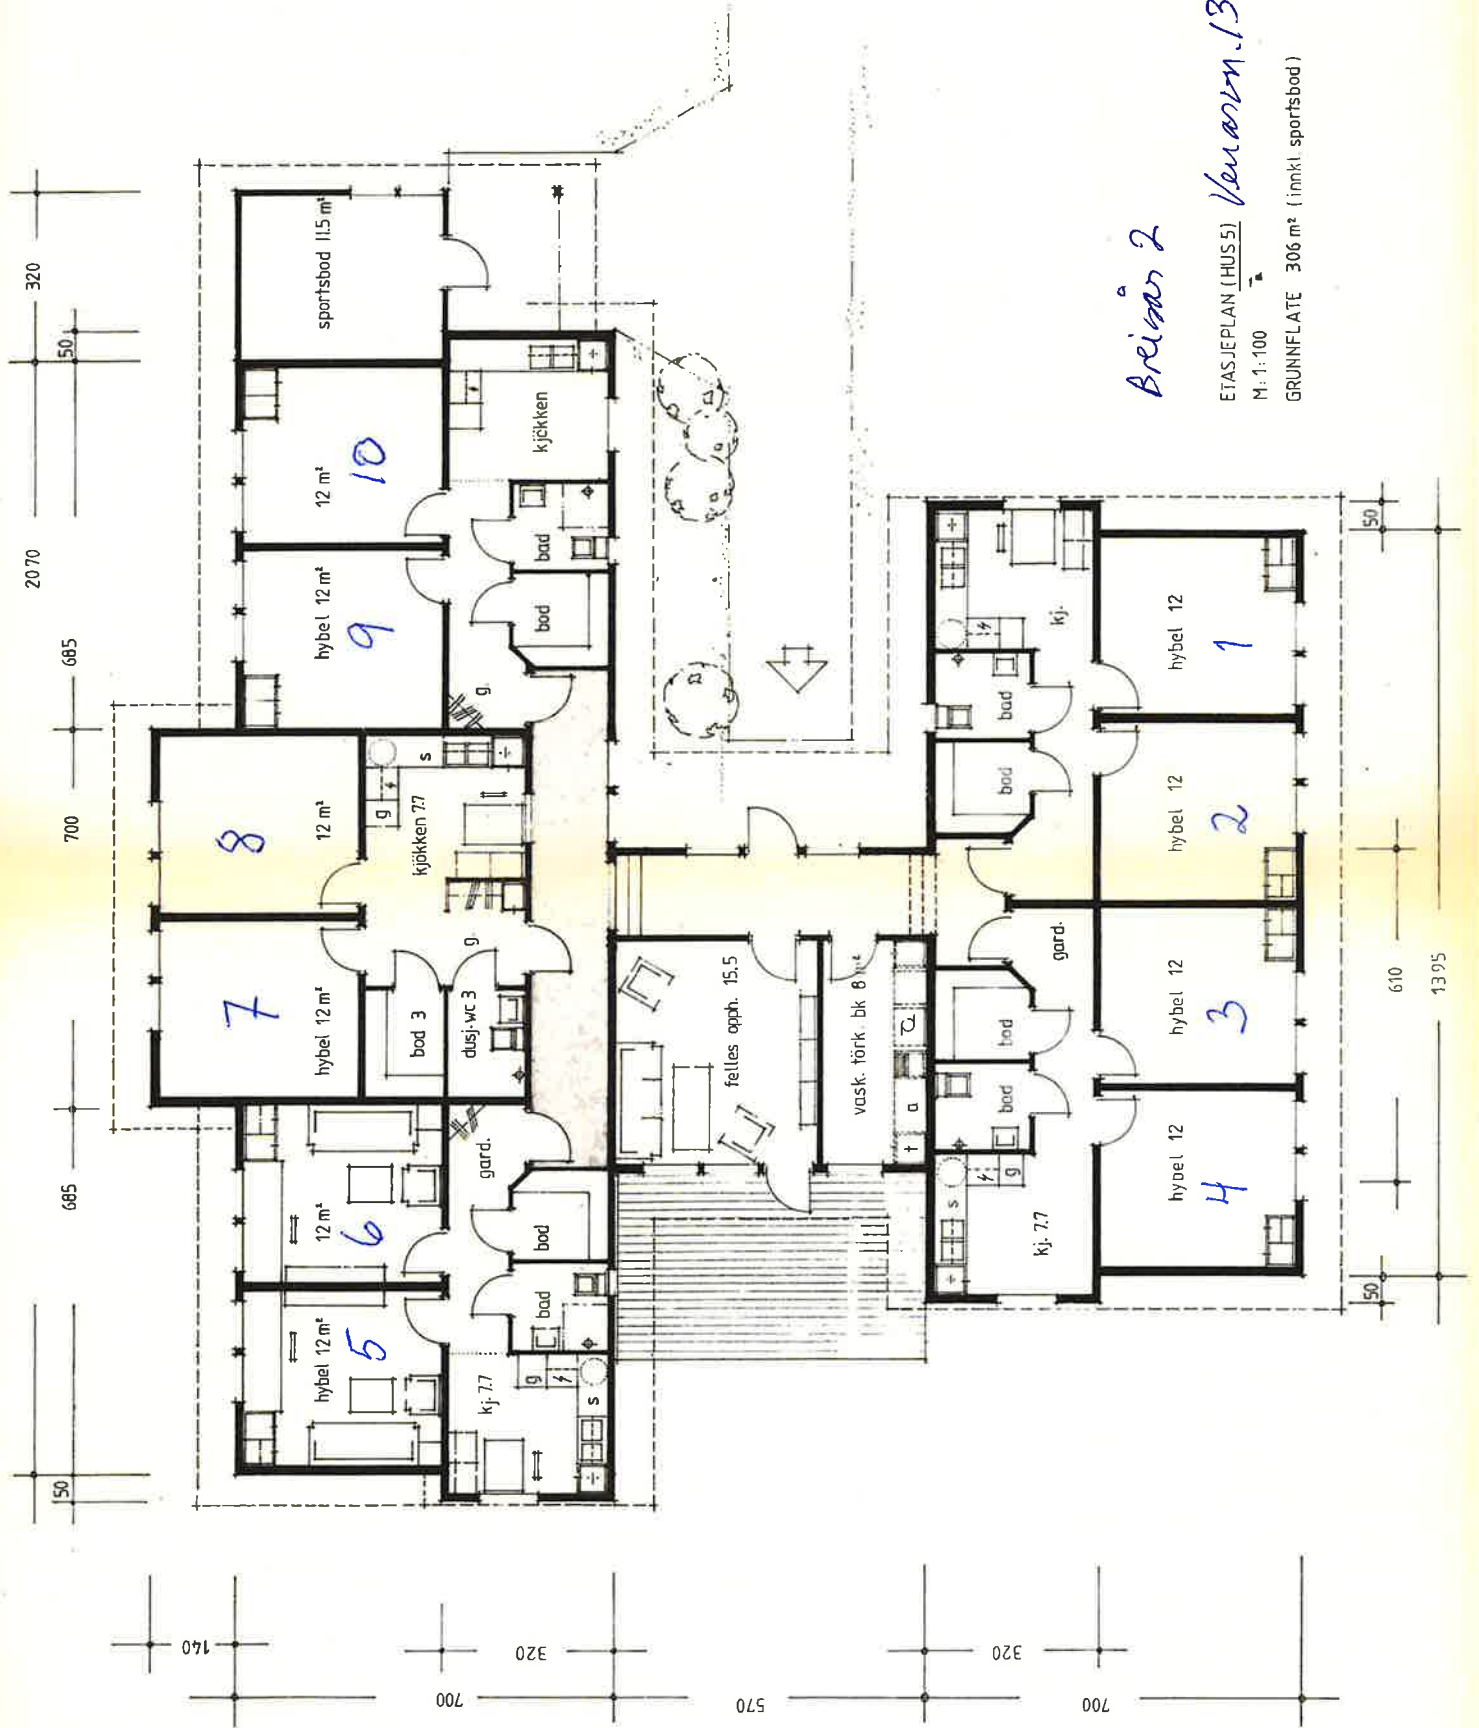 50
685
700
685
2070
50
320
140
700
320
570
320
700
hybel 12 m²
5
12 m²
6
hybel 12 m²
7
12 m²
8
hybel 12 m²
9
12 m²
10
sportsbod 11.5 m²
kj. 7.7
g
s
bad
bod
gard.
bod 3
dusj-wc 3
g.
kjökken 7.7
g
s
g.
bod
bad
kjökken
felles opph. 15.5
vask. törk. bk 8 m²
t
a
kj. 7.7
s
g
bad
bod
gard.
bod
bad
kj.
hybel 12
4
hybel 12
3
hybel 12
2
hybel 12
1
50
610
1395
50
2
ETASJEPLAN (HUS 5)
13
M: 1:100
GRUNNFLATE 306 m² (innkl. sportsbod)